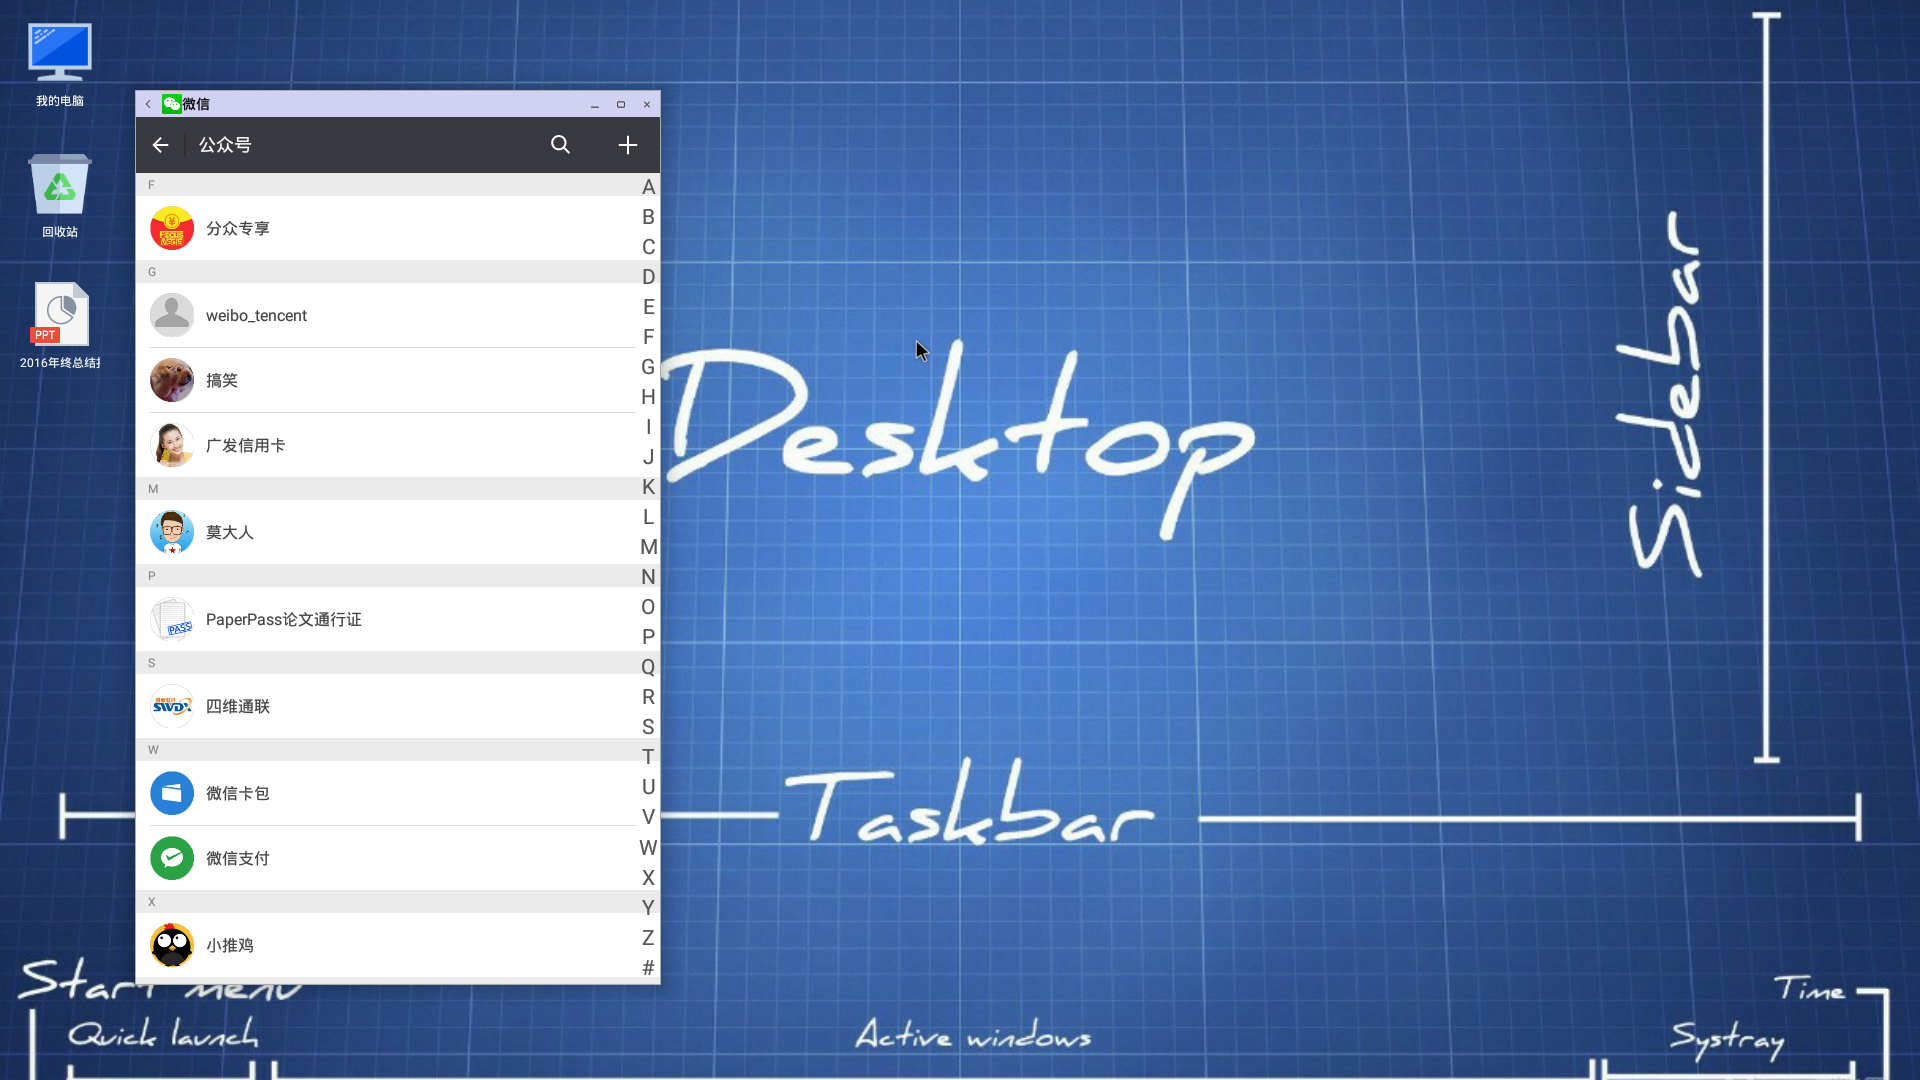 我的电脑
回收站
PPT
2016年终总结
微信
公众号
F
分众专享
G
weibo_tencent
搞笑
广发信用卡
M
莫大人
P
PaperPass论文通行证
PASS
S
SWDX
四维通联
W
微信卡包
微信支付
X
小推鸡
A
B
C
D
E
F
G
H
I
J
K
L
M
N
O
P
Q
R
S
T
U
V
W
X
Y
Z
#
Desktop
Sidebar
Taskbar
Start menu
Quick launch
Active windows
Time
Systray